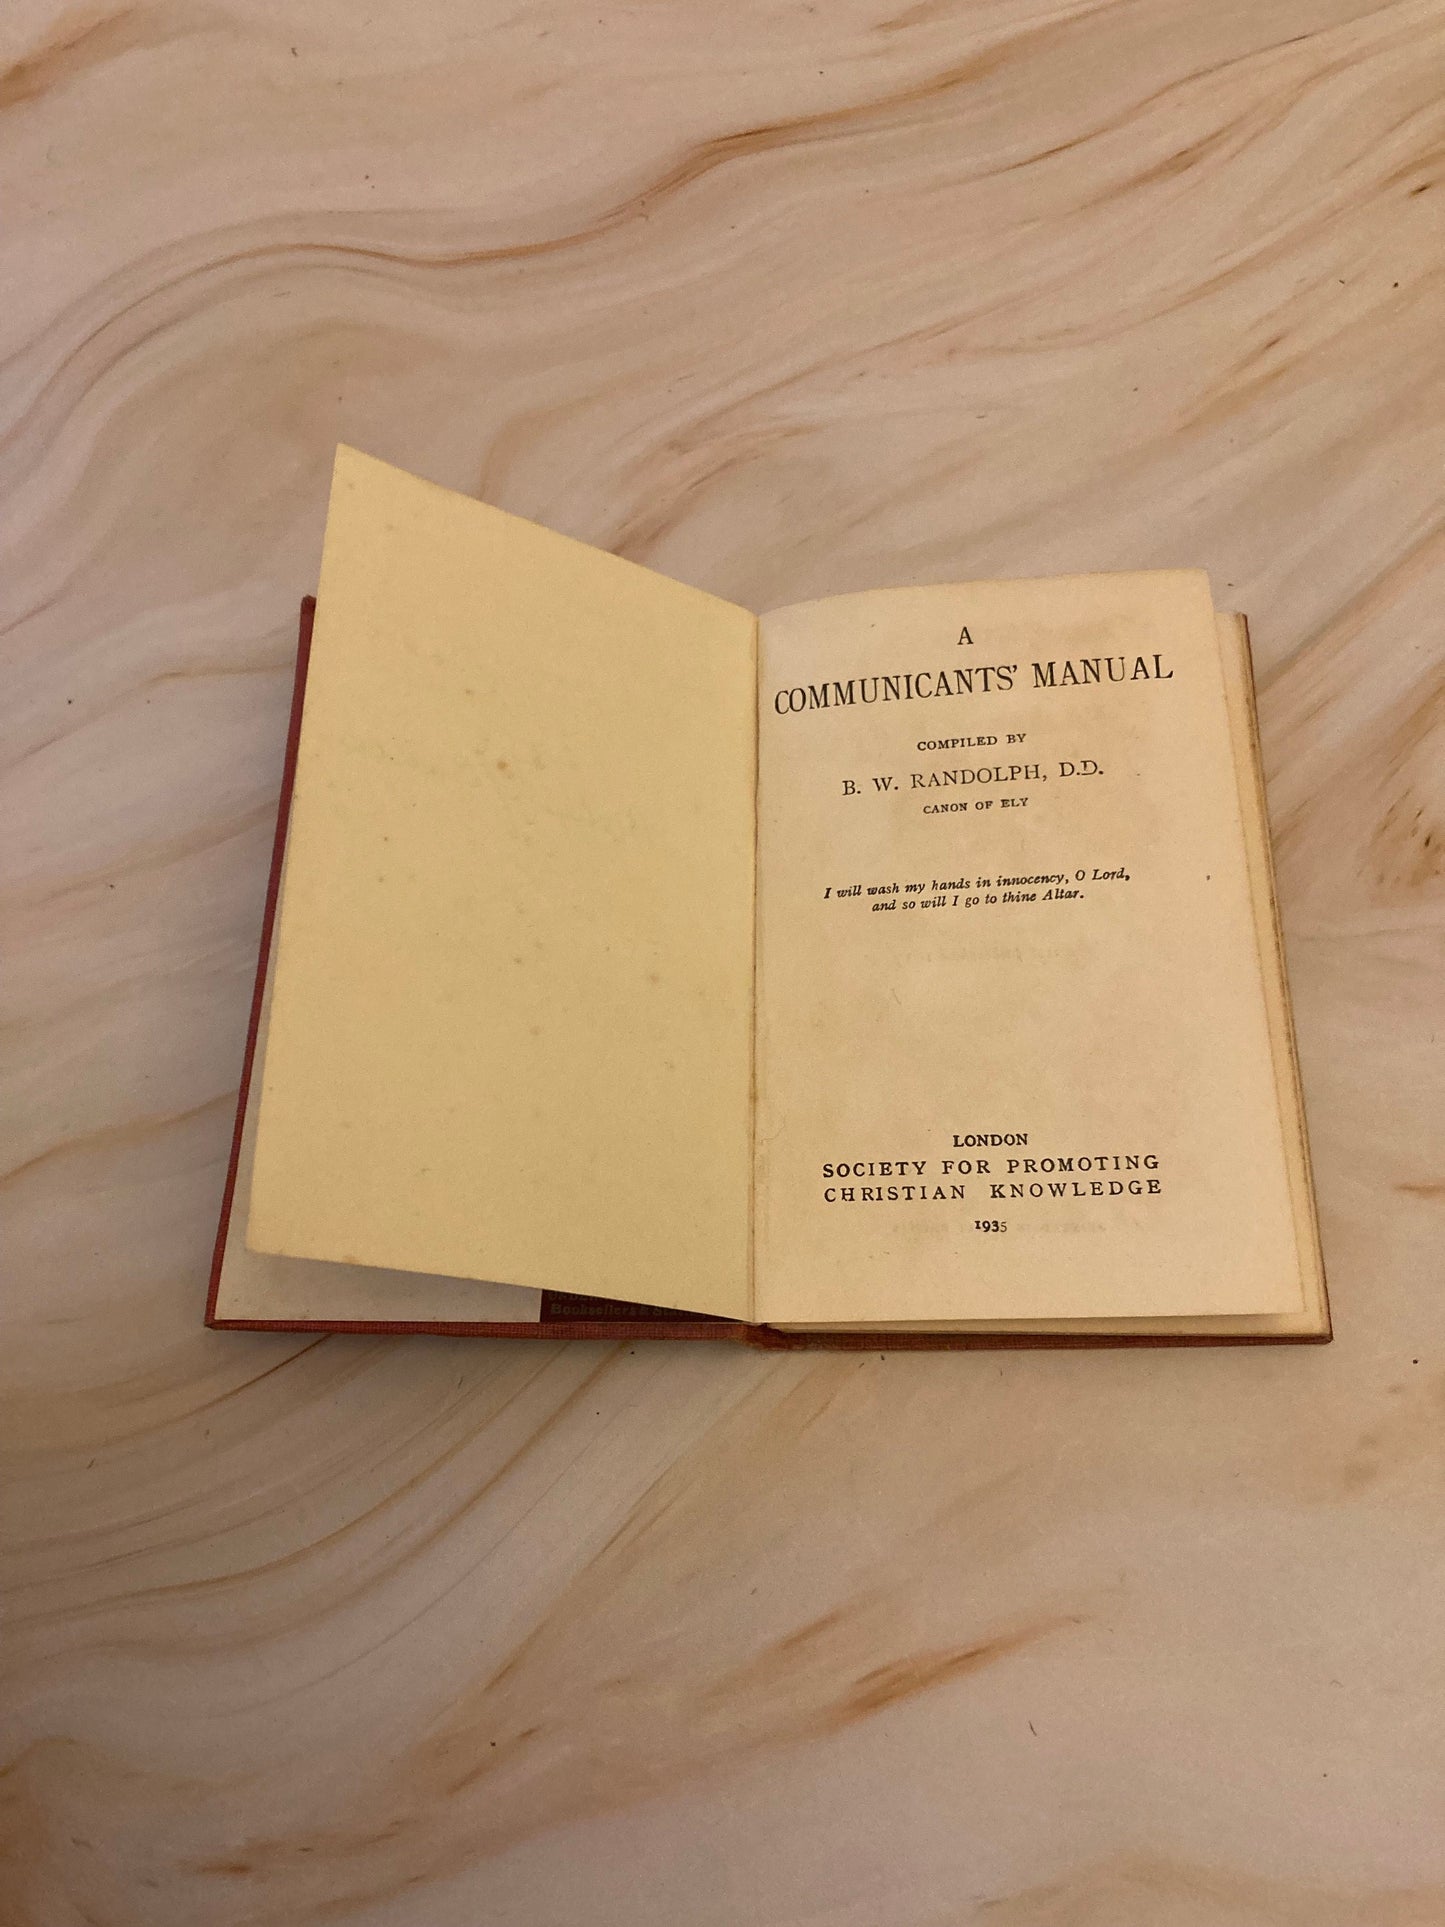 A
COMMUNICANTS' MANUAL
COMPILED BY
B. W. RANDOLPH, D.D.
CANON OF ELY
I will wash my hands in innocency, O Lord,
and so will I go to thine Altar.
LONDON
SOCIETY FOR PROMOTING
CHRISTIAN KNOWLEDGE
1935
Booksellers &